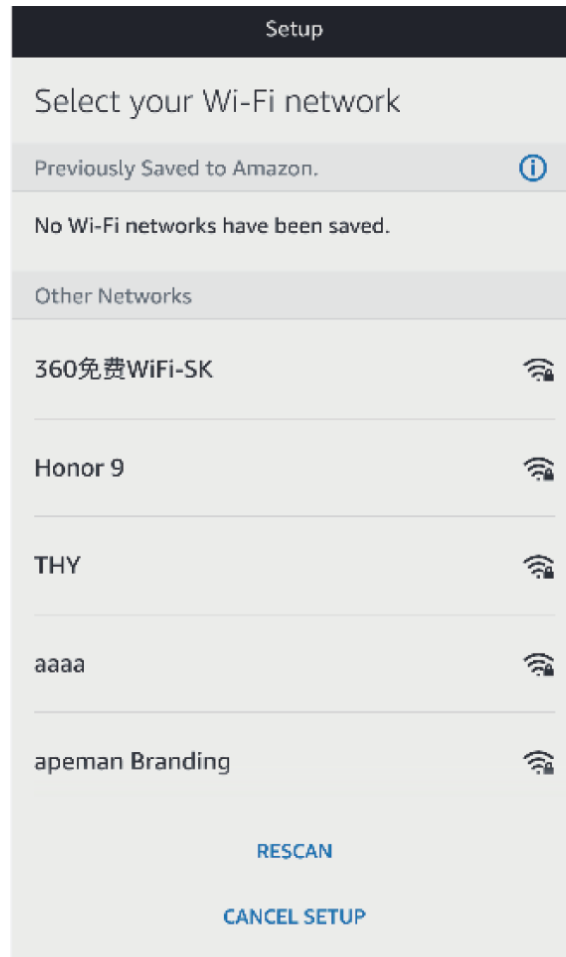 Setup
Select your Wi-Fi network
Previously Saved to Amazon.
No Wi-Fi networks have been saved.
Other Networks
360免费WiFi-SK
Honor 9
THY
aaaa
apeman Branding
RESCAN
CANCEL SETUP